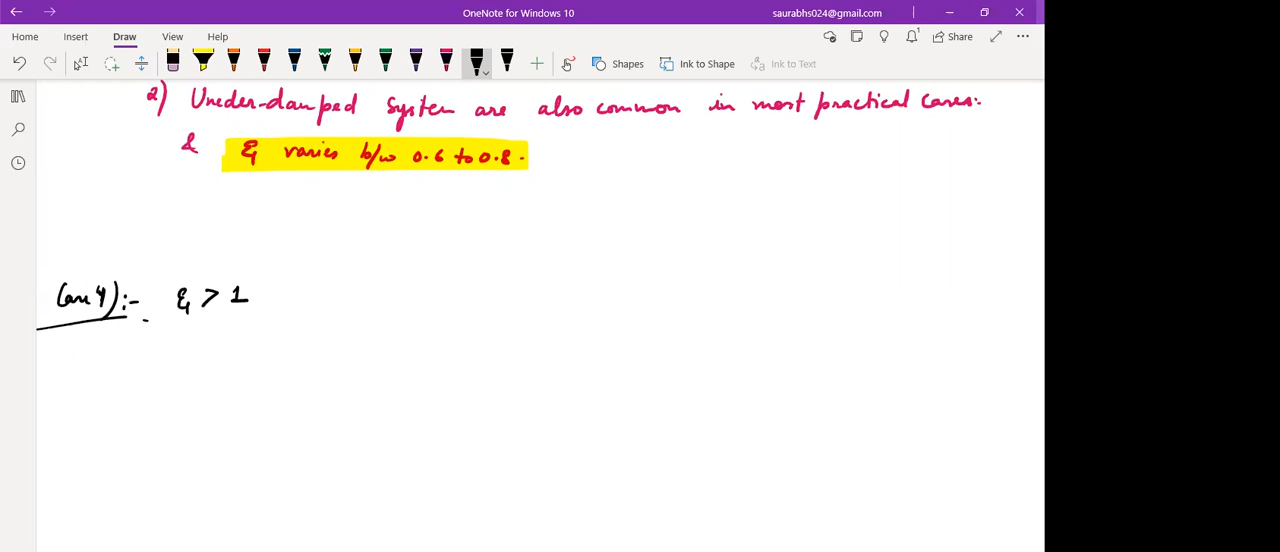 OneNote for Windows 10
saurabhs024@gmail.com
Home Insert Draw View Help
Share
Shapes Ink to Shape Ink to Text
2) Uneder-damped system are also common in most practical cases.
& ξ varies b/w 0.6 to 0.8.
Case 4):- ξ > 1